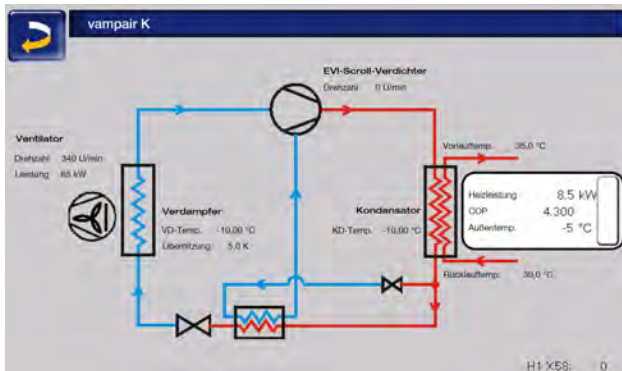 vampair K
EVI-Scroll-Verdichter
Drehzahl 0 U/min
Ventilator
Drehzahl 340 U/min
Leistung 65 kW
Vorlauftemp. 35,0 °C
Verdampfer
VD-Temp. -10,00 °C
Überhitzung 5,0 K
Kondensator
KD-Temp. -10,00 °C
Heizleistung 8.5 kW
COP 4.300
Außentemp. -5 °C
Rücklauftemp. 30,0 °C
H1 X58: 0